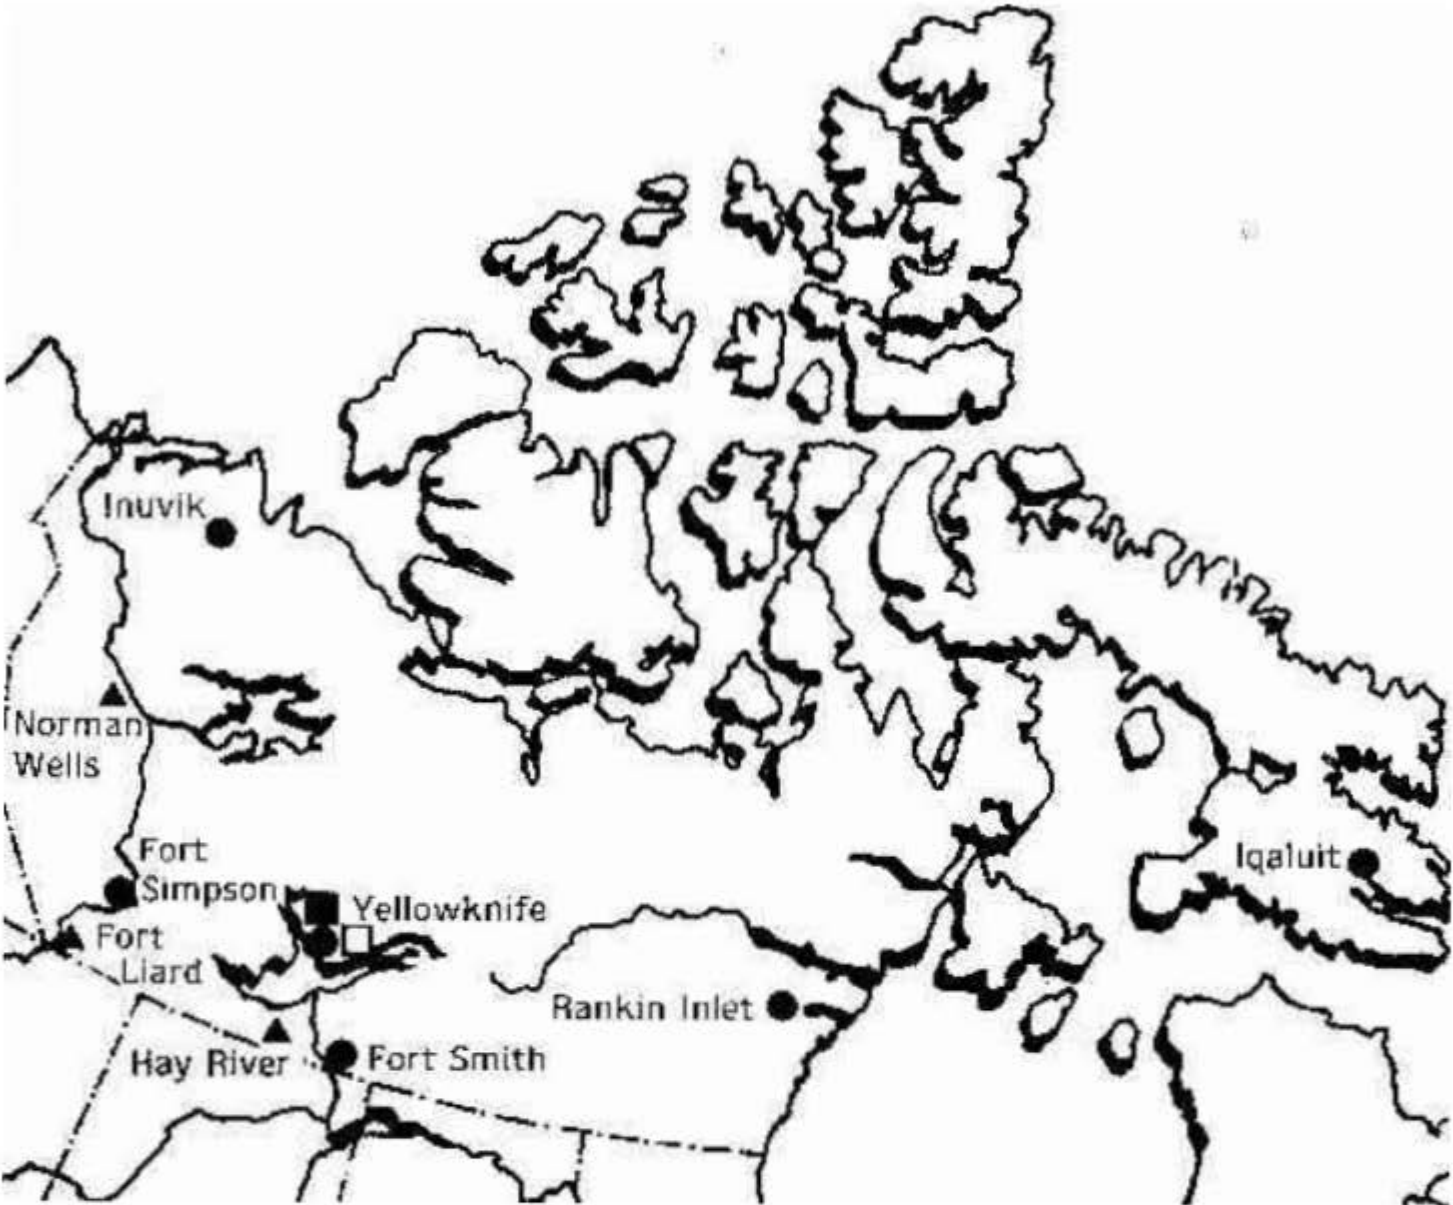 Inuvik
Norman
Wells
Fort
Simpson
Yellowknife
Fort
Liard
Iqaluit
Rankin Inlet
Hay River
Fort Smith